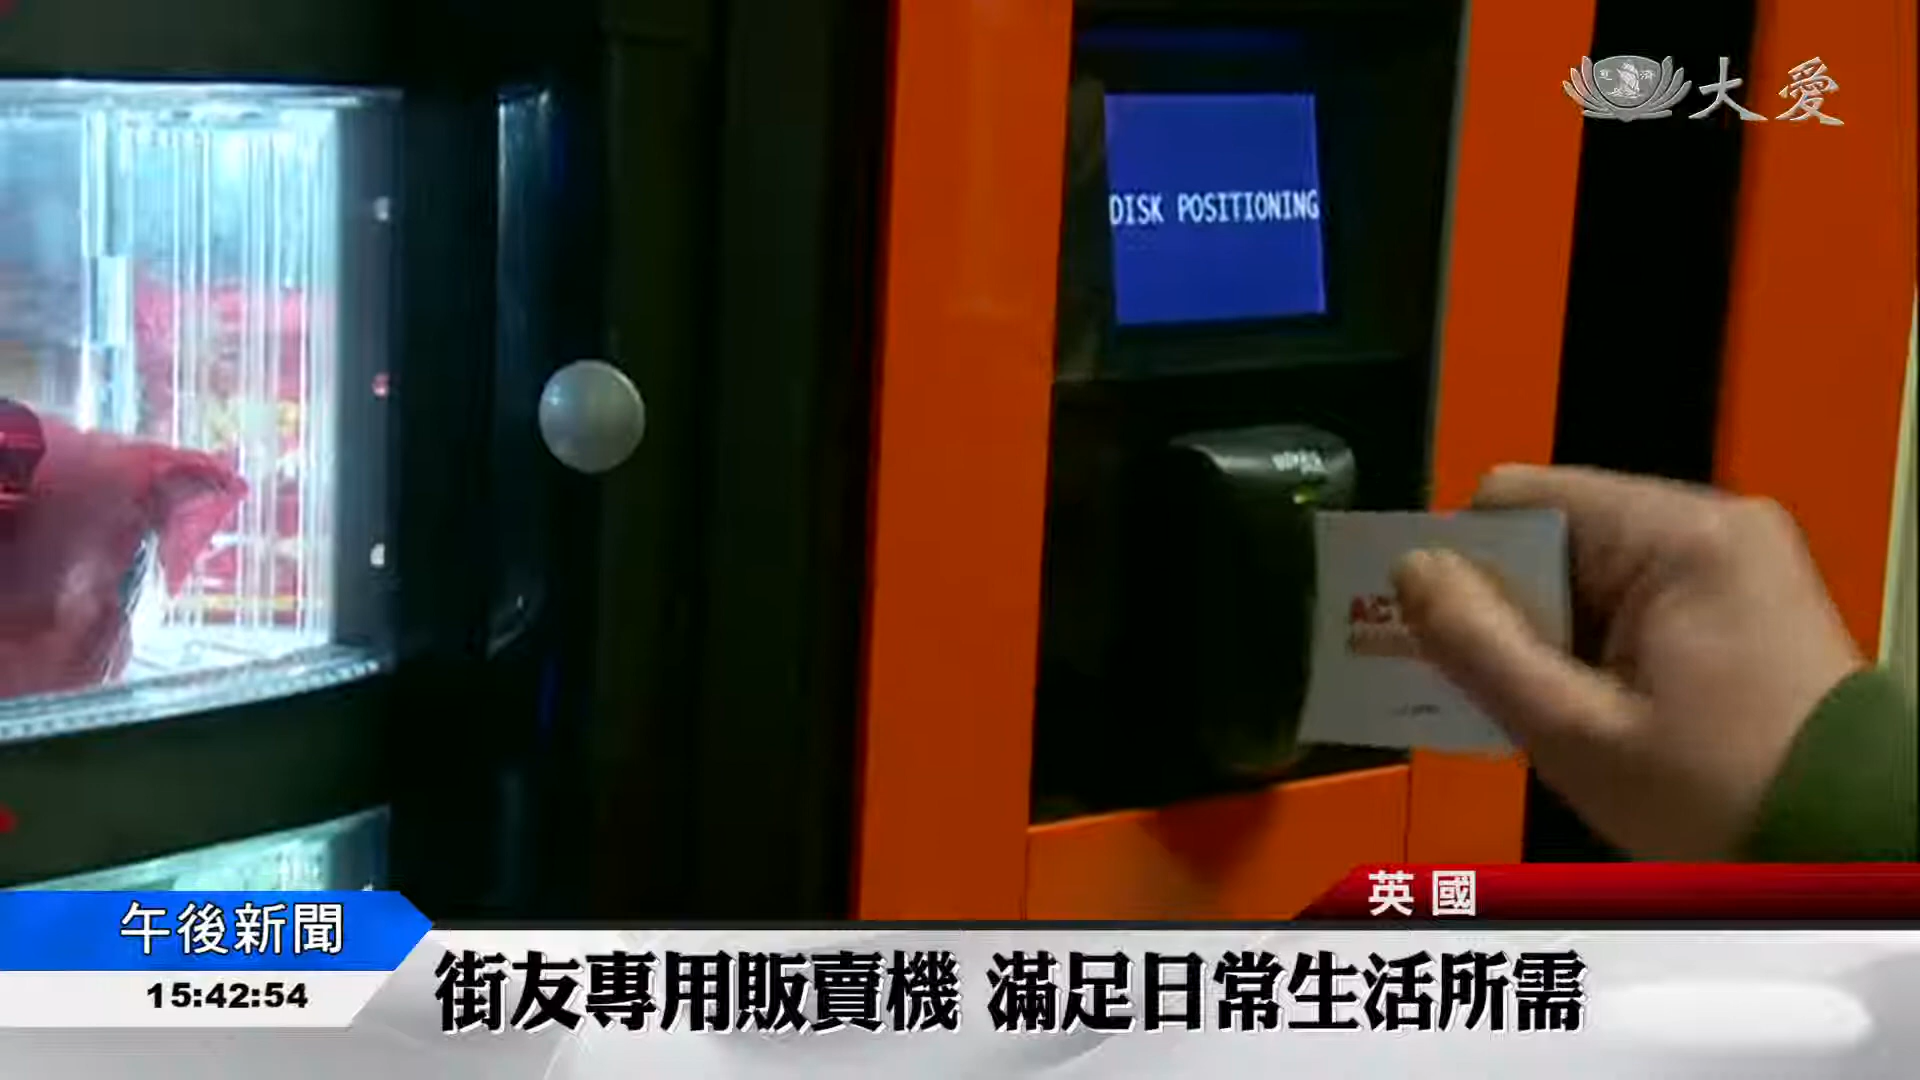 大愛
DISK POSITIONING
英國
午後新聞
15:42:54
街友專用販賣機 滿足日常生活所需